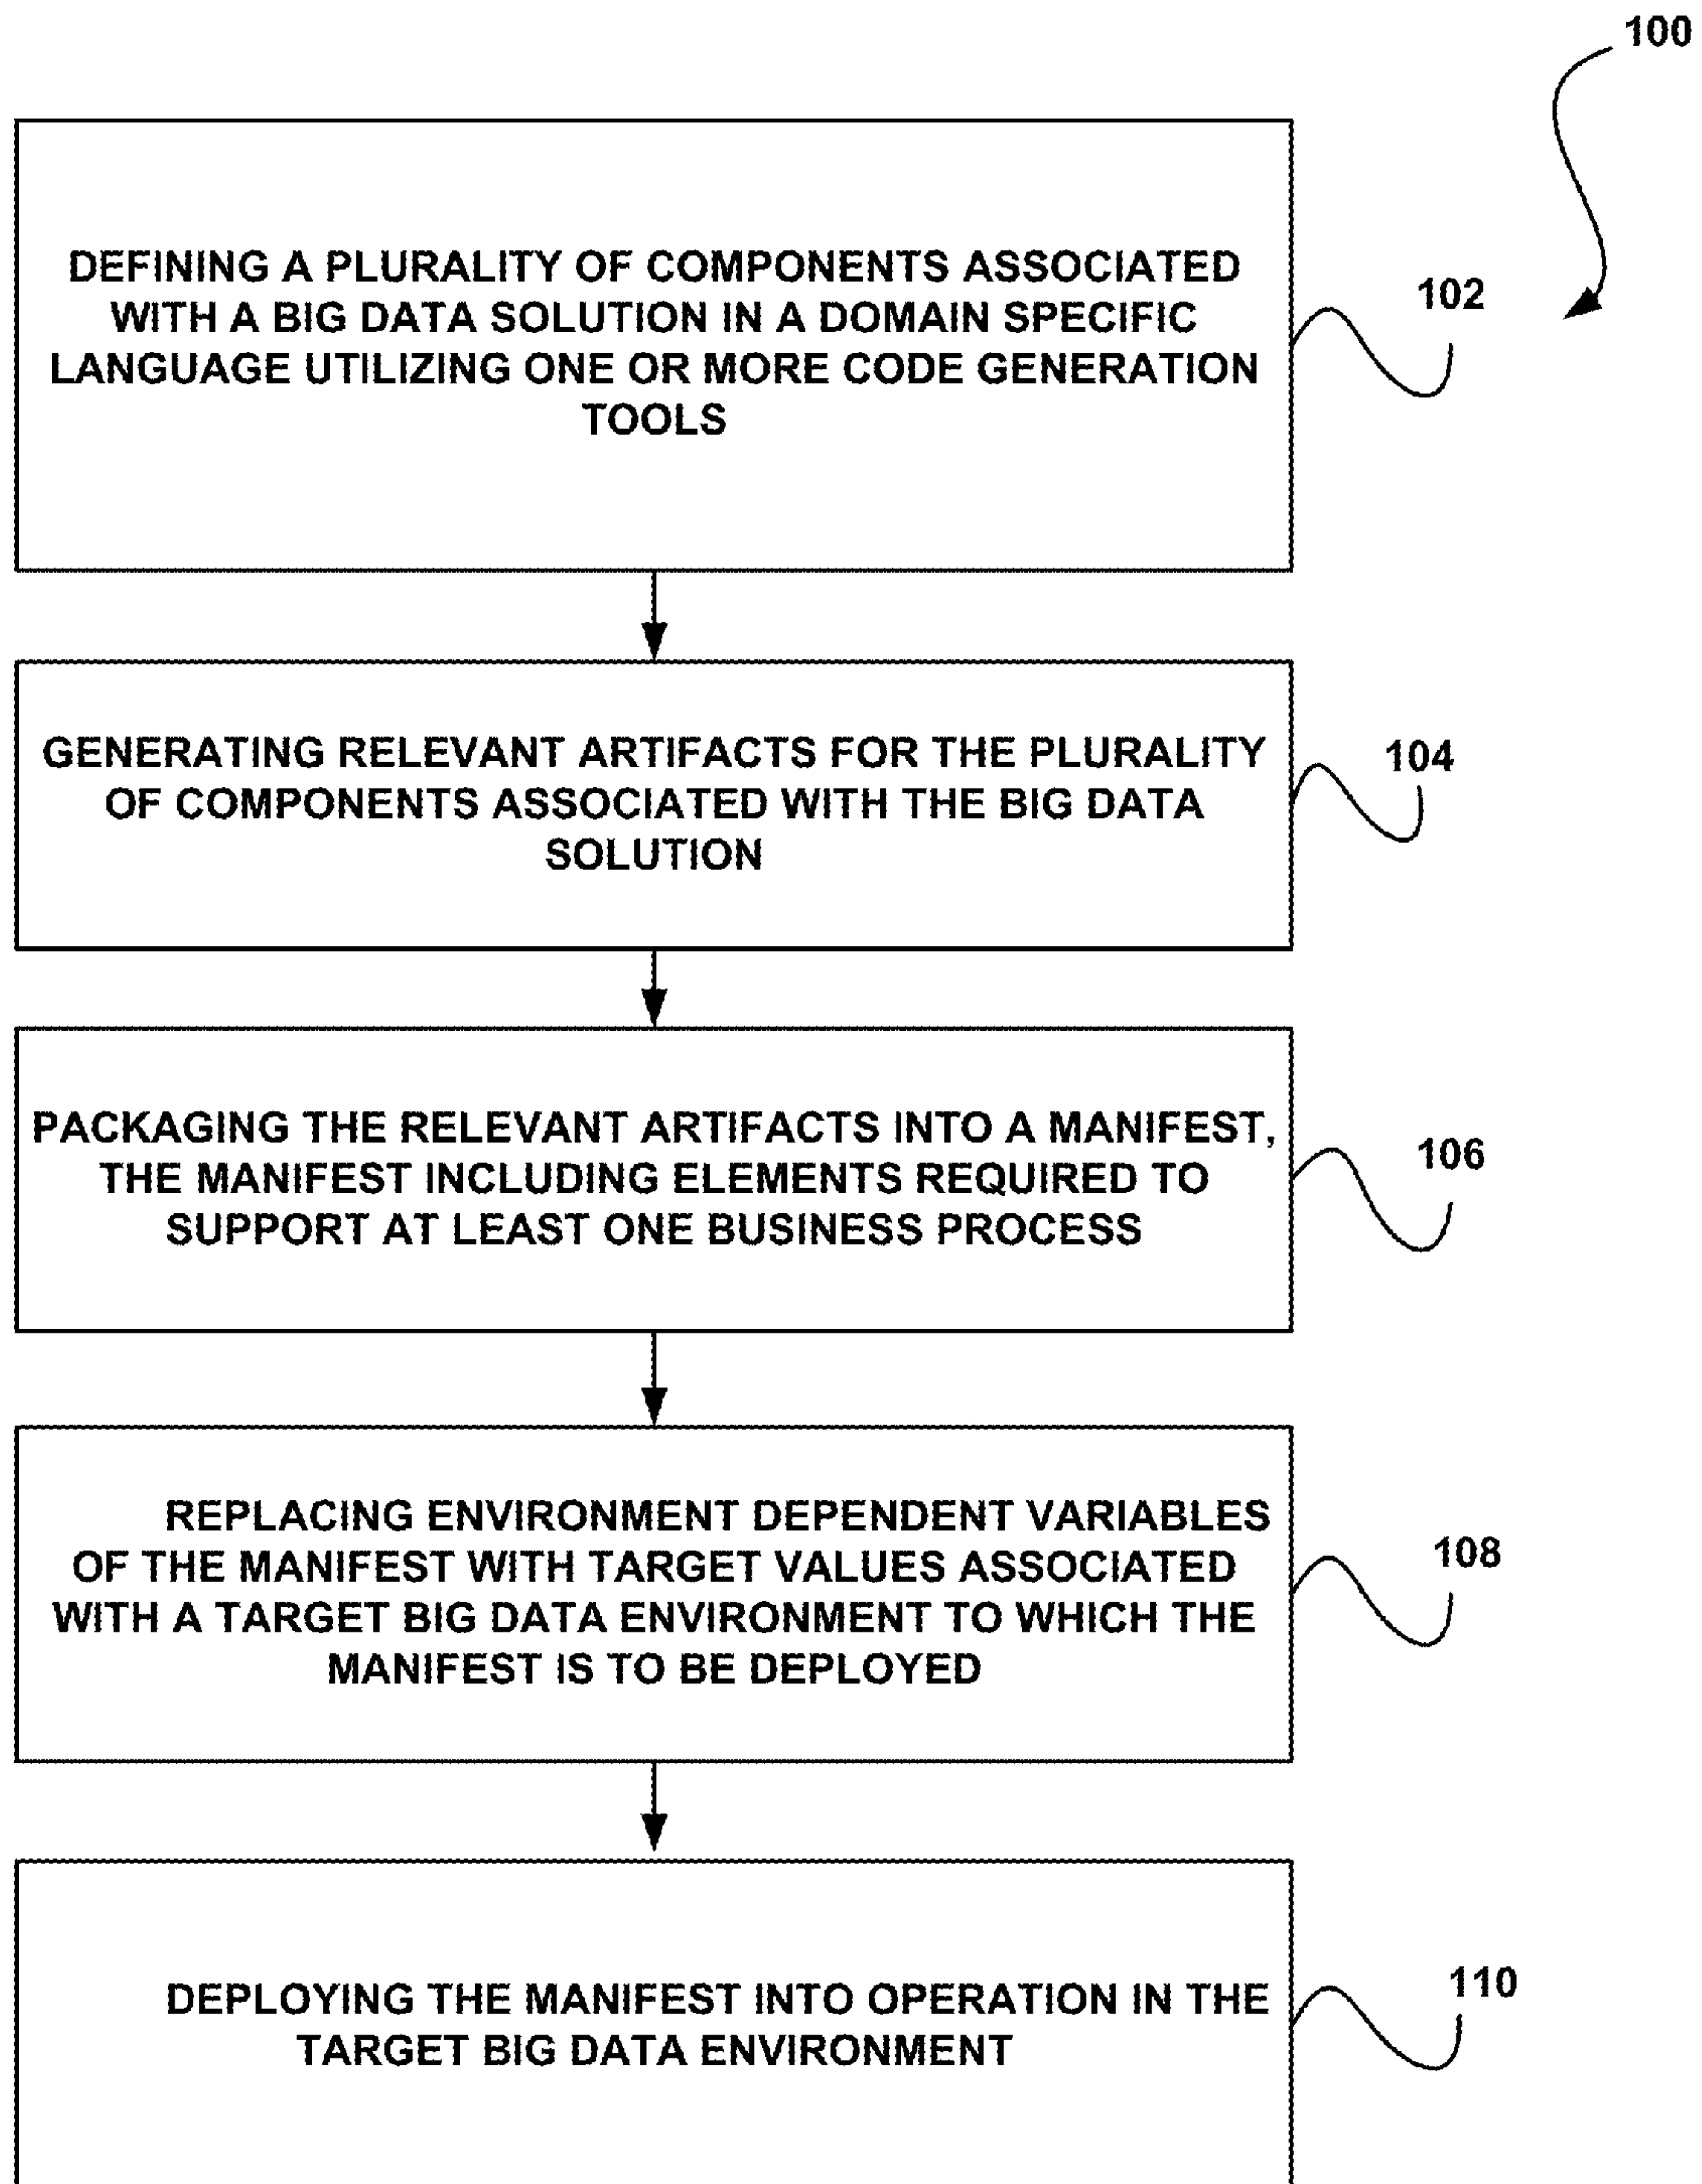 100
DEFINING A PLURALITY OF COMPONENTS ASSOCIATED
WITH A BIG DATA SOLUTION IN A DOMAIN SPECIFIC
LANGUAGE UTILIZING ONE OR MORE CODE GENERATION
TOOLS
102
GENERATING RELEVANT ARTIFACTS FOR THE PLURALITY
OF COMPONENTS ASSOCIATED WITH THE BIG DATA
SOLUTION
104
PACKAGING THE RELEVANT ARTIFACTS INTO A MANIFEST,
THE MANIFEST INCLUDING ELEMENTS REQUIRED TO
SUPPORT AT LEAST ONE BUSINESS PROCESS
106
REPLACING ENVIRONMENT DEPENDENT VARIABLES
OF THE MANIFEST WITH TARGET VALUES ASSOCIATED
WITH A TARGET BIG DATA ENVIRONMENT TO WHICH THE
MANIFEST IS TO BE DEPLOYED
108
DEPLOYING THE MANIFEST INTO OPERATION IN THE
TARGET BIG DATA ENVIRONMENT
110